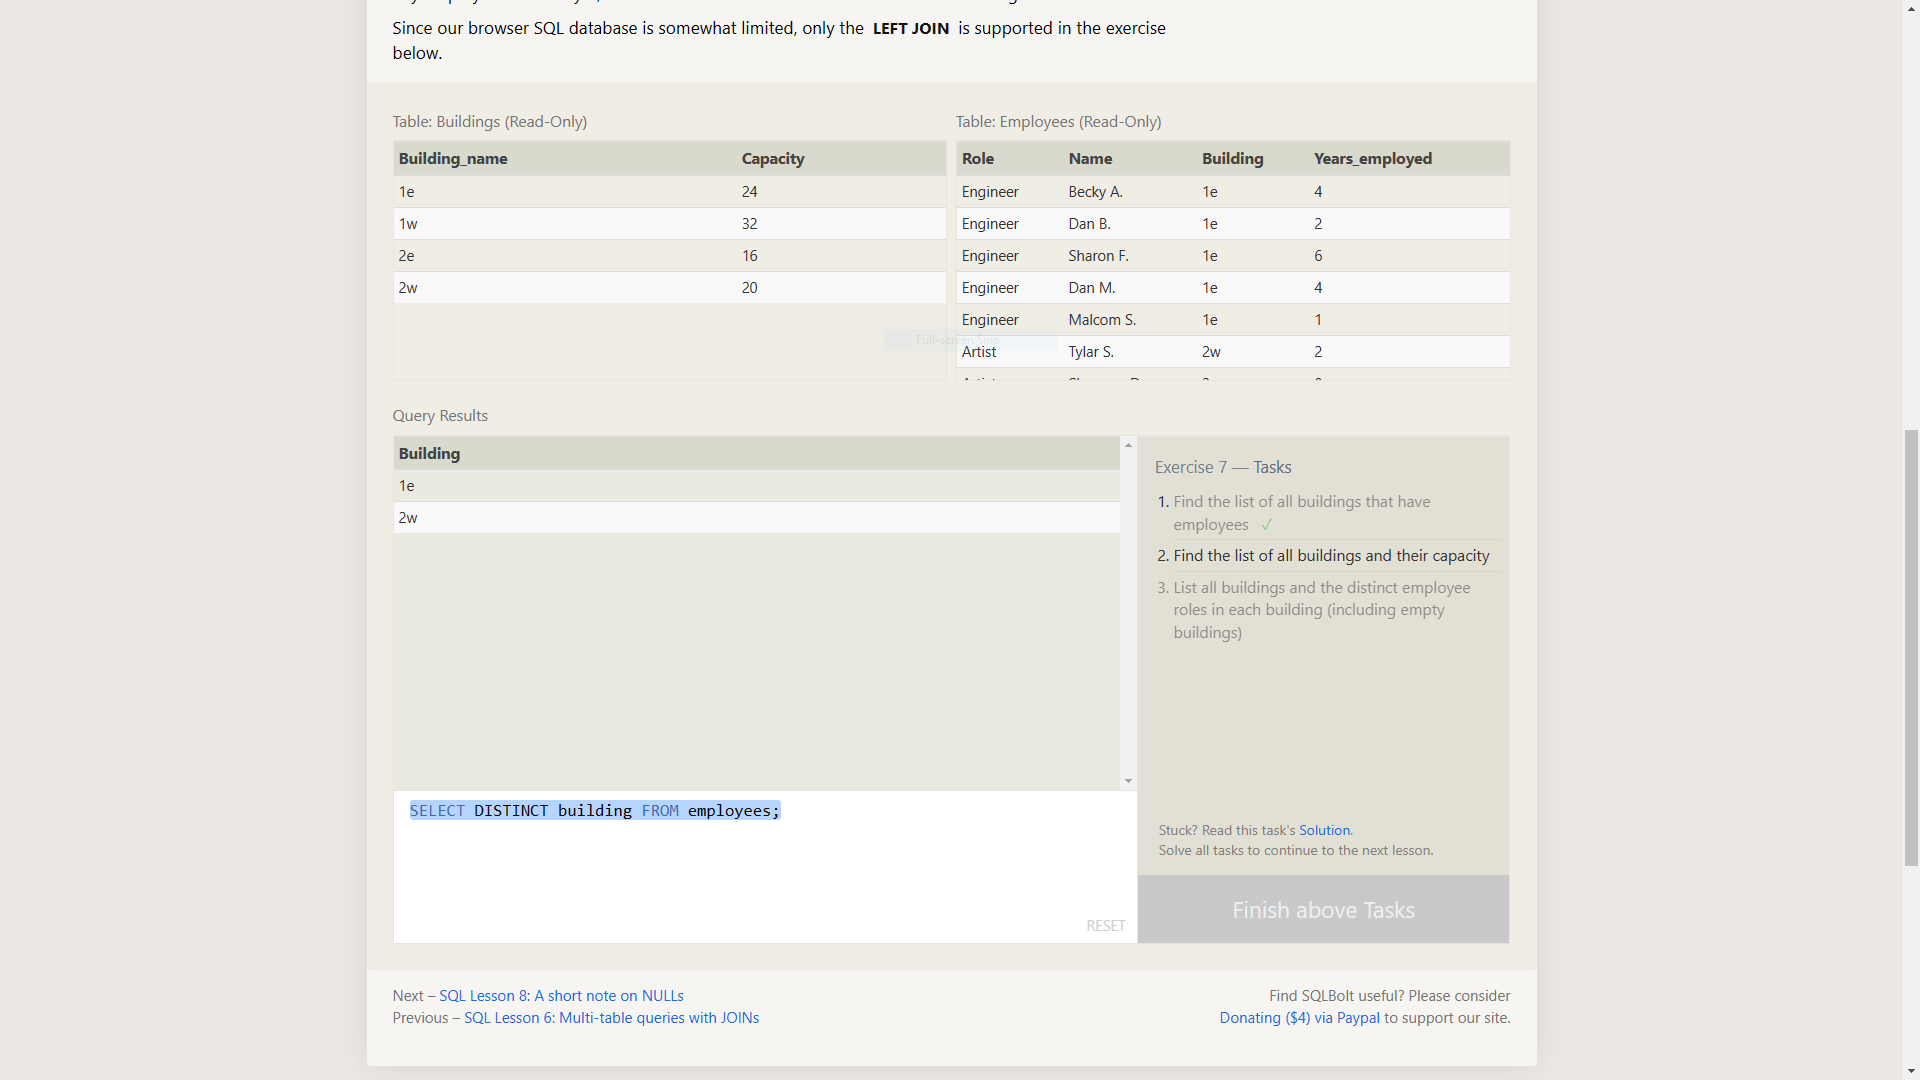 Since our browser SQL database is somewhat limited, only the LEFT JOIN is supported in the exercise
below.
Table: Buildings (Read-Only)
Building_name Capacity
1e 24
1w 32
2e 16
2w 20
Table: Employees (Read-Only)
Role Name Building Years_employed
Engineer Becky A. 1e 4
Engineer Dan B. 1e 2
Engineer Sharon F. 1e 6
Engineer Dan M. 1e 4
Engineer Malcom S. 1e 1
Full-screen Snip
Artist Tylar S. 2w 2
Query Results
Building
1e
2w
SELECT DISTINCT building FROM employees;
RESET
Exercise 7 — Tasks
1. Find the list of all buildings that have
employees ✓
2. Find the list of all buildings and their capacity
3. List all buildings and the distinct employee
roles in each building (including empty
buildings)
Stuck? Read this task's Solution.
Solve all tasks to continue to the next lesson.
Finish above Tasks
Next – SQL Lesson 8: A short note on NULLs
Previous – SQL Lesson 6: Multi-table queries with JOINs
Find SQLBolt useful? Please consider
Donating ($4) via Paypal to support our site.